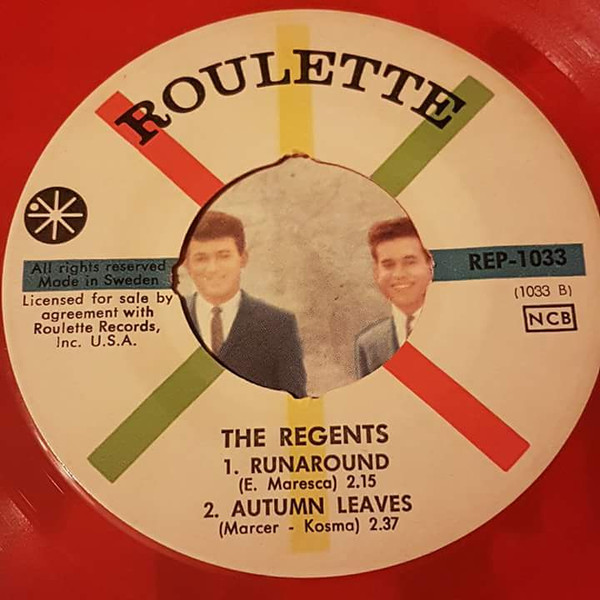 ROULETTE
All rights reserved
Made in Sweden
Licensed for sale by
agreement with
Roulette Records,
Inc. U.S.A.
REP-1033
(1033 B)
NCB
THE REGENTS
1. RUNAROUND
(E. Maresca) 2.15
2. AUTUMN LEAVES
(Marcer - Kosma) 2.37